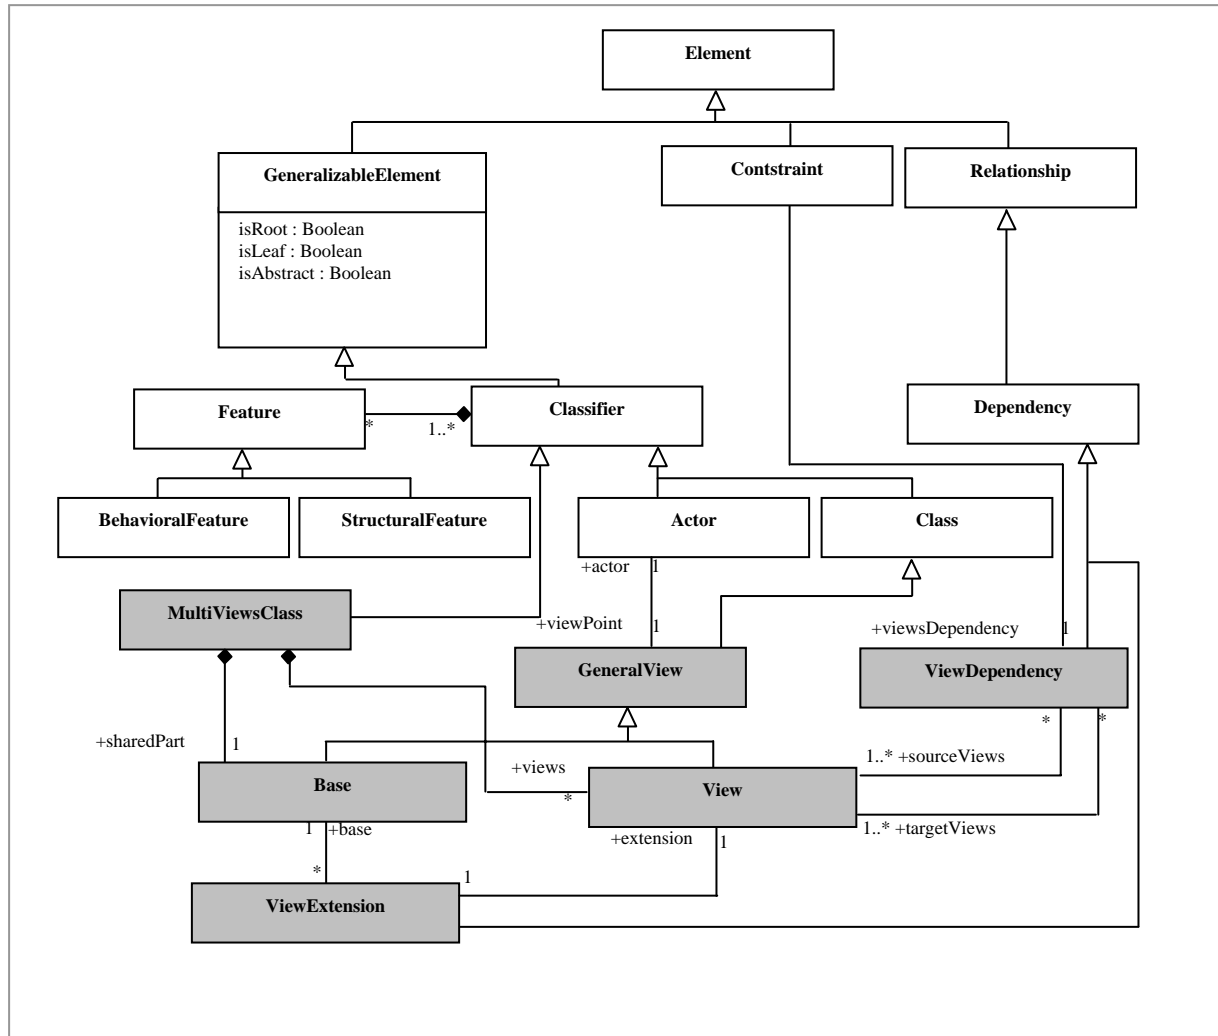 Element
GeneralizableElement
isRoot : Boolean
isLeaf : Boolean
isAbstract : Boolean
Contstraint
Relationship
Feature
*
1..*
Classifier
Dependency
BehavioralFeature
StructuralFeature
Actor
Class
+actor
1
MultiViewsClass
+viewPoint
1
+viewsDependency
1
GeneralView
ViewDependency
*
*
+sharedPart
1
1..* +sourceViews
+views
*
Base
View
1
+base
+extension
1
1..* +targetViews
*
1
ViewExtension